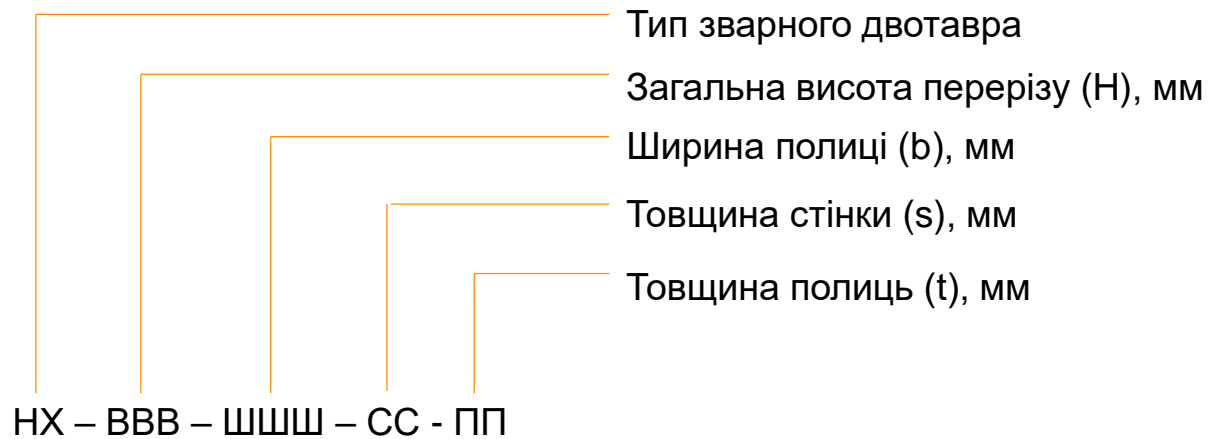 Тип зварного двотавра
Загальна висота перерізу (H), мм
Ширина полиці (b), мм
Товщина стінки (s), мм
Товщина полиць (t), мм
НХ – ВВВ – ШШШ – СС - ПП